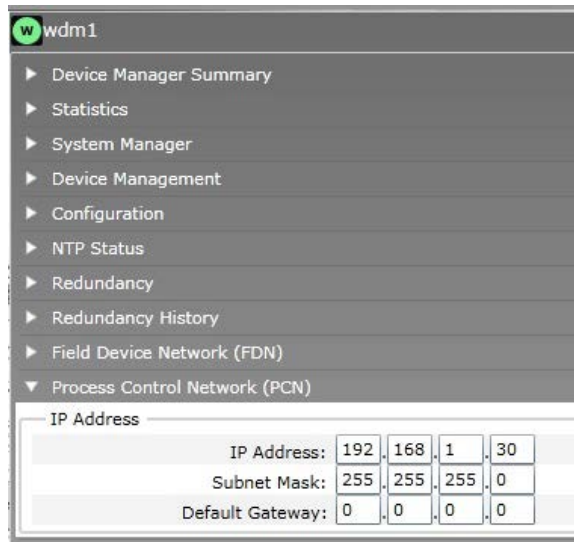 w wdm1
Device Manager Summary
Statistics
System Manager
Device Management
Configuration
NTP Status
Redundancy
Redundancy History
Field Device Network (FDN)
Process Control Network (PCN)
IP Address
IP Address: 192 . 168 . 1 . 30
Subnet Mask: 255 . 255 . 255 . 0
Default Gateway: 0 . 0 . 0 . 0